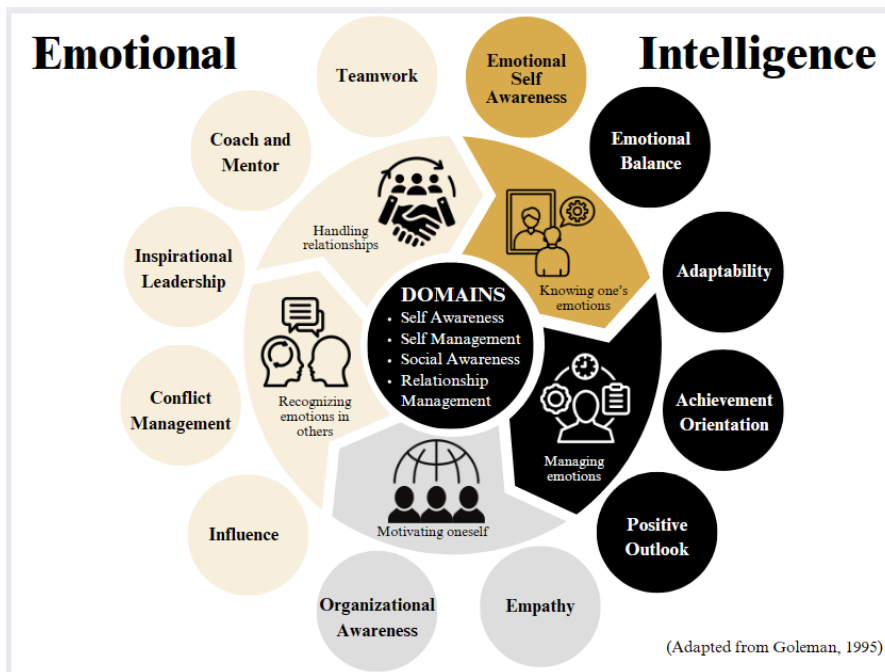 Emotional Intelligence
Teamwork
Emotional
Self
Awareness
Coach and
Mentor
Emotional
Balance
Handling
relationships
Inspirational
Leadership
Adaptability
Knowing one's
emotions
DOMAINS
• Self Awareness
• Self Management
• Social Awareness
• Relationship
Management
Conflict
Management
Recognizing
emotions in
others
Achievement
Orientation
Managing
emotions
Influence
Motivating oneself
Positive
Outlook
Organizational
Awareness
Empathy
(Adapted from Goleman, 1995)